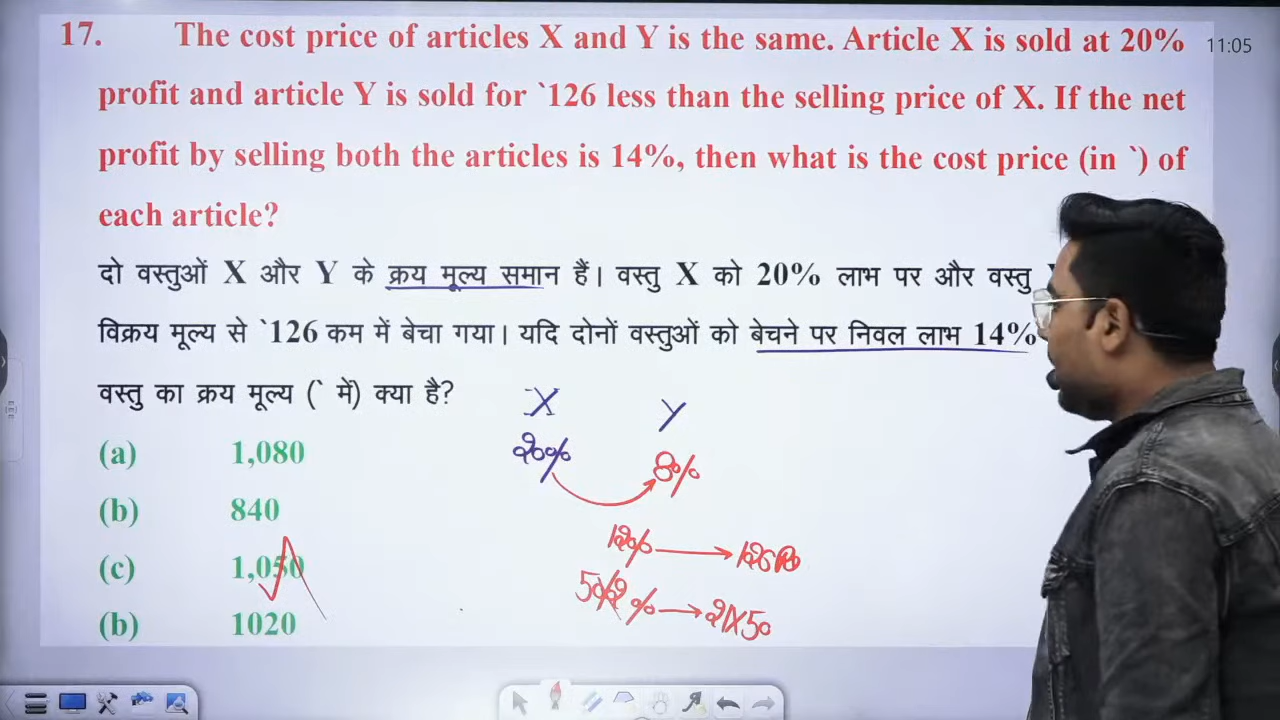 17. The cost price of articles X and Y is the same. Article X is sold at 20%
11:05
profit and article Y is sold for `126 less than the selling price of X. If the net
profit by selling both the articles is 14%, then what is the cost price (in `) of
each article?
दो वस्तुओं X और Y के क्रय मूल्य समान हैं। वस्तु X को 20% लाभ पर और वस्तु
विक्रय मूल्य से `126 कम में बेचा गया। यदि दोनों वस्तुओं को बेचने पर निवल लाभ 14%
वस्तु का क्रय मूल्य (` में) क्या है?
X Y
(a) 1,080
20% 8%
(b) 840
12% → 126
(c) 1,050
2% → 21X50
(b) 1020